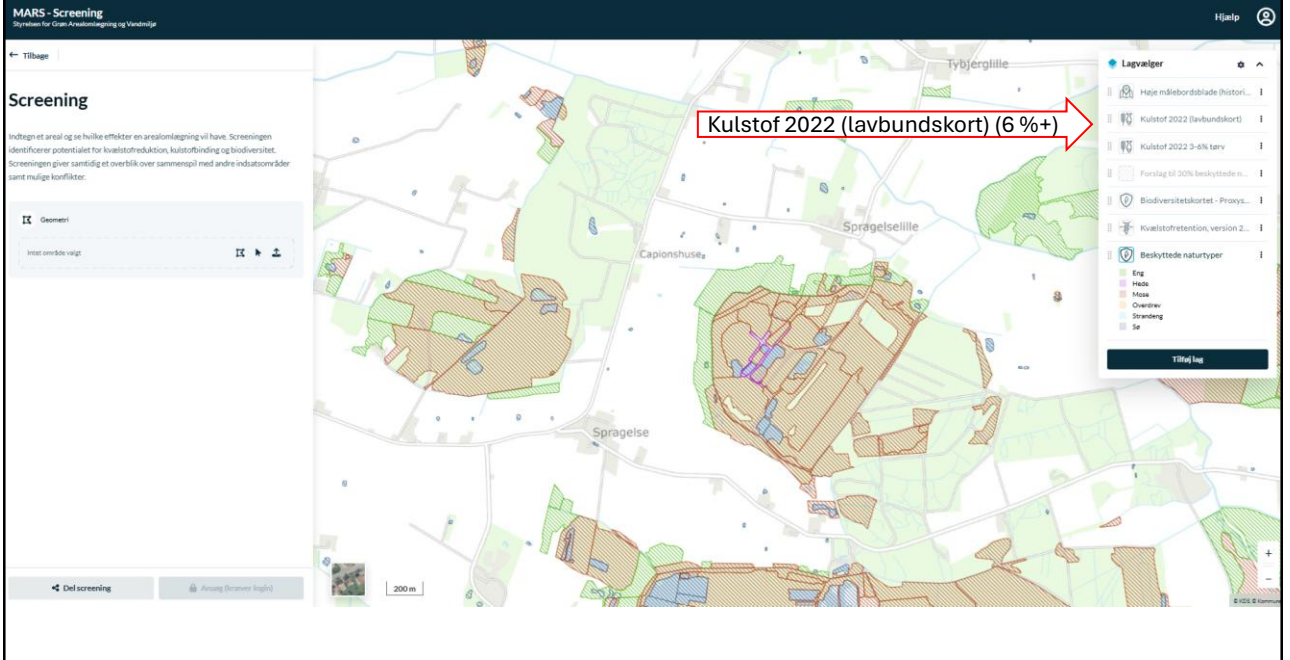 MARS - Screening
Styrelsen for Grøn Arealomlægning og Vandmiljø
Hjælp
← Tilbage
Screening
Indtegn et areal og se hvilke effekter en arealomlægning vil have. Screeningen
identificerer potentialet for kvælstofreduktion, kulstofbinding og biodiversitet.
Screeningen giver samtidig et overblik over sammenspil med andre indsatsområder
samt mulige konflikter.
Geometri
Intet område valgt
Del screening
Ansøg (kræver login)
Tybjerglille
Kulstof 2022 (lavbundskort) (6 %+)
Spragelselille
Capionshuse
Spragelse
200 m
Lagvælger
Høje målebordsblade (histori...
Kulstof 2022 (lavbundskort)
Kulstof 2022 3-6% tørv
Forslag til 30% beskyttede n...
Biodiversitetskortet - Proxys...
Kvælstofretention, version 2...
Beskyttede naturtyper
Eng
Hede
Mose
Overdrev
Strandeng
Sø
Tilføj lag
+
−
© KDS, © Kommune